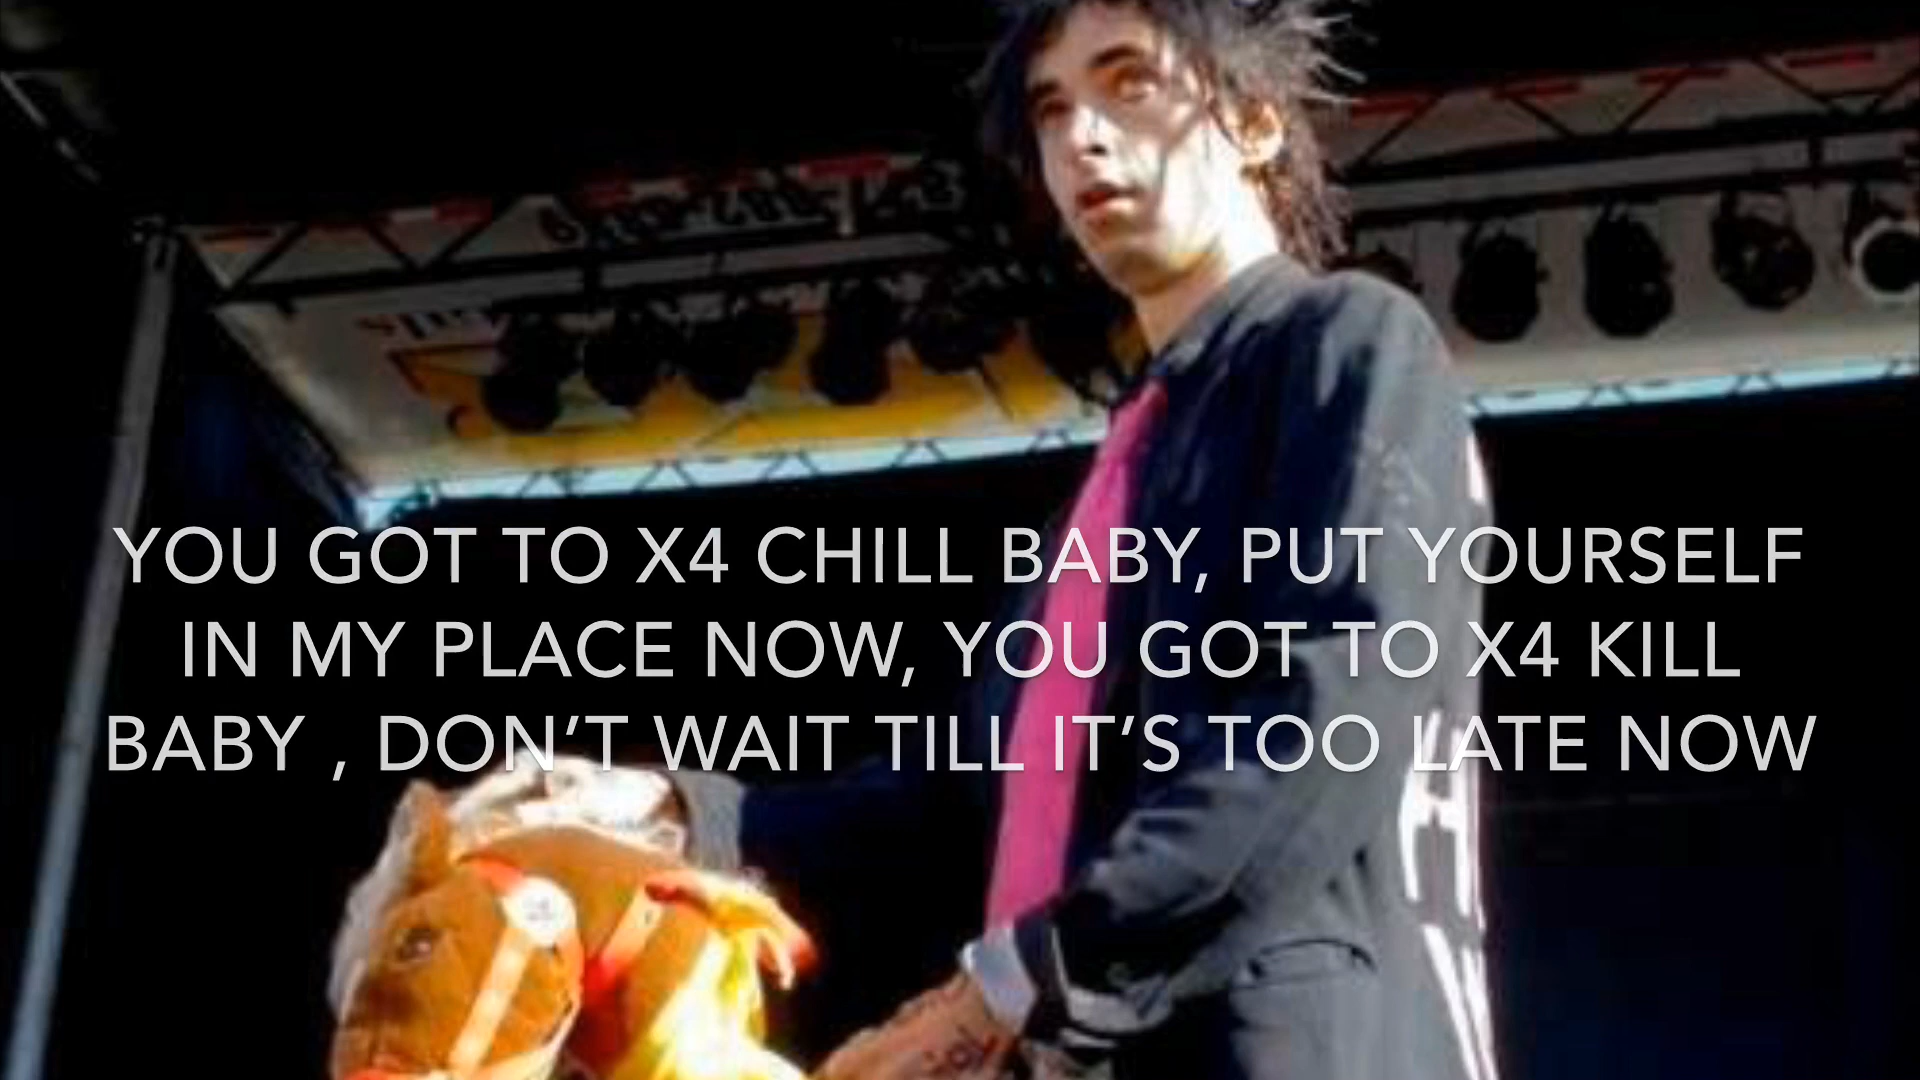 YOU GOT TO X4 CHILL BABY, PUT YOURSELF
IN MY PLACE NOW, YOU GOT TO X4 KILL
BABY , DON’T WAIT TILL IT’S TOO LATE NOW